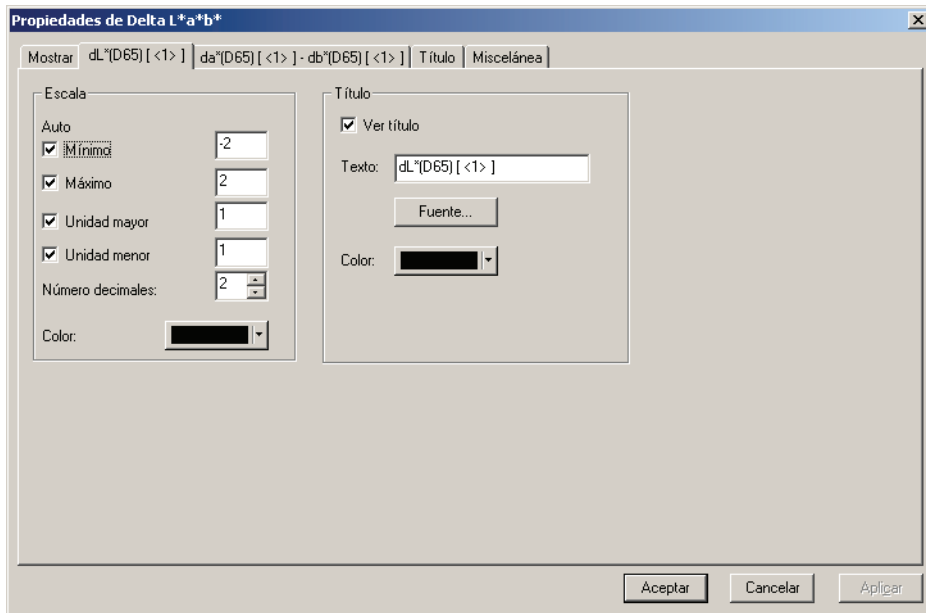 Propiedades de Delta L*a*b*
Mostrar dL*(D65) [ <1> ] da*(D65) [ <1> ] - db*(D65) [ <1> ] Título Miscelánea
Escala
Auto
Mínimo -2
Máximo 2
Unidad mayor 1
Unidad menor 1
Número decimales: 2
Color:
Título
Ver título
Texto: dL*(D65) [ <1> ]
Fuente...
Color:
Aceptar Cancelar Aplicar